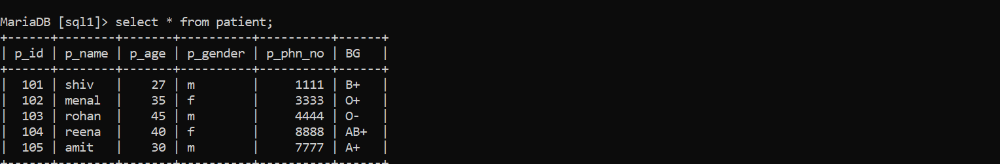 MariaDB [sql1]> select * from patient;
+------+--------+-------+----------+----------+------+
| p_id | p_name | p_age | p_gender | p_phn_no | BG   |
+------+--------+-------+----------+----------+------+
|  101 | shiv   |    27 | m        |     1111 | B+   |
|  102 | menal  |    35 | f        |     3333 | O+   |
|  103 | rohan  |    45 | m        |     4444 | O-   |
|  104 | reena  |    40 | f        |     8888 | AB+  |
|  105 | amit   |    30 | m        |     7777 | A+   |
+------+--------+-------+----------+----------+------+